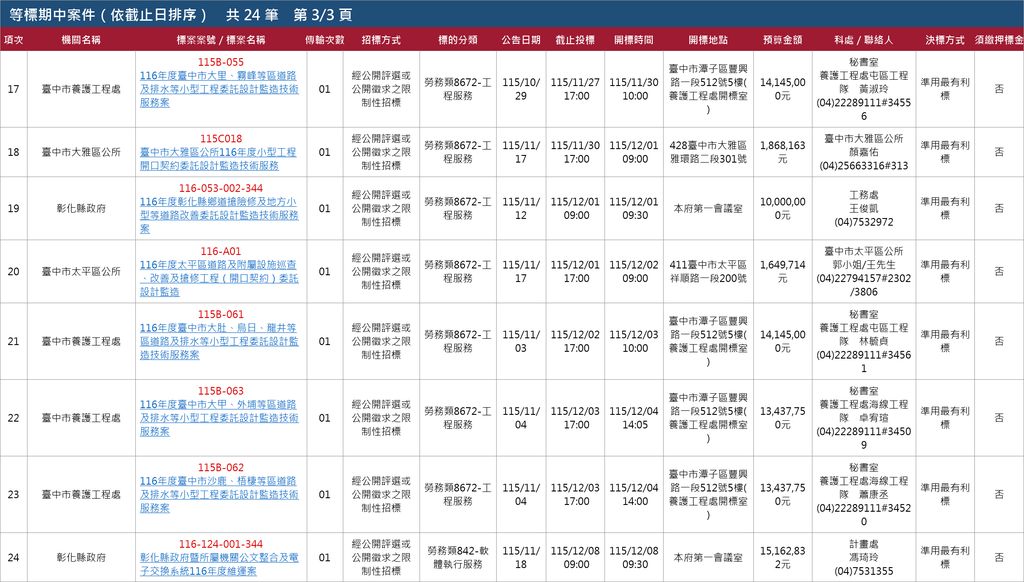 等標期中案件（依截止日排序）　共 24 筆　第 3/3 頁
項次 機關名稱 標案案號 / 標案名稱 傳輸次數 招標方式 標的分類 公告日期 截止投標 開標時間 開標地點 預算金額 科處 / 聯絡人 決標方式 須繳押標金
17
臺中市養護工程處
115B-055
116年度臺中市大里、霧峰等區道路
及排水等小型工程委託設計監造技術
服務案
01
經公開評選或
公開徵求之限
制性招標
勞務類8672-工
程服務
115/10/
29
115/11/27
17:00
115/11/30
10:00
臺中市潭子區豐興
路一段512號5樓(
養護工程處開標室
)
14,145,00
0元
秘書室
養護工程處屯區工程
隊　黃淑玲
(04)22289111#3455
6
準用最有利
標
否
18
臺中市大雅區公所
115C018
臺中市大雅區公所116年度小型工程
開口契約委託設計監造技術服務
01
經公開評選或
公開徵求之限
制性招標
勞務類8672-工
程服務
115/11/
17
115/11/30
17:00
115/12/01
09:00
428臺中市大雅區
雅環路二段301號
1,868,163
元
臺中市大雅區公所
顏嘉佑
(04)25663316#313
準用最有利
標
否
19
彰化縣政府
116-053-002-344
116年度彰化縣鄉道搶險修及地方小
型等道路改善委託設計監造技術服務
案
01
經公開評選或
公開徵求之限
制性招標
勞務類8672-工
程服務
115/11/
12
115/12/01
09:00
115/12/01
09:30
本府第一會議室
10,000,00
0元
工務處
王俊凱
(04)7532972
準用最有利
標
否
20
臺中市太平區公所
116-A01
116年度太平區道路及附屬設施巡查
、改善及搶修工程（開口契約）委託
設計監造
01
經公開評選或
公開徵求之限
制性招標
勞務類8672-工
程服務
115/11/
17
115/12/01
17:00
115/12/02
09:00
411臺中市太平區
祥順路一段200號
1,649,714
元
臺中市太平區公所
郭小姐/王先生
(04)22794157#2302
/3806
準用最有利
標
否
21
臺中市養護工程處
115B-061
116年度臺中市大肚、烏日、龍井等
區道路及排水等小型工程委託設計監
造技術服務案
01
經公開評選或
公開徵求之限
制性招標
勞務類8672-工
程服務
115/11/
03
115/12/02
17:00
115/12/03
10:00
臺中市潭子區豐興
路一段512號5樓(
養護工程處開標室
)
14,145,00
0元
秘書室
養護工程處屯區工程
隊　林毓貞
(04)22289111#3456
1
準用最有利
標
否
22
臺中市養護工程處
115B-063
116年度臺中市大甲、外埔等區道路
及排水等小型工程委託設計監造技術
服務案
01
經公開評選或
公開徵求之限
制性招標
勞務類8672-工
程服務
115/11/
04
115/12/03
17:00
115/12/04
14:05
臺中市潭子區豐興
路一段512號5樓(
養護工程處開標室
)
13,437,75
0元
秘書室
養護工程處海線工程
隊　卓宥瑄
(04)22289111#3450
9
準用最有利
標
否
23
臺中市養護工程處
115B-062
116年度臺中市沙鹿、梧棲等區道路
及排水等小型工程委託設計監造技術
服務案
01
經公開評選或
公開徵求之限
制性招標
勞務類8672-工
程服務
115/11/
04
115/12/03
17:00
115/12/04
14:00
臺中市潭子區豐興
路一段512號5樓(
養護工程處開標室
)
13,437,75
0元
秘書室
養護工程處海線工程
隊　蕭康丞
(04)22289111#3452
0
準用最有利
標
否
24
彰化縣政府
116-124-001-344
彰化縣政府暨所屬機關公文整合及電
子交換系統116年度維運案
01
經公開評選或
公開徵求之限
制性招標
勞務類842-軟
體執行服務
115/11/
18
115/12/08
09:00
115/12/08
09:30
本府第一會議室
15,162,83
2元
計畫處
馮琦玲
(04)7531355
準用最有利
標
否